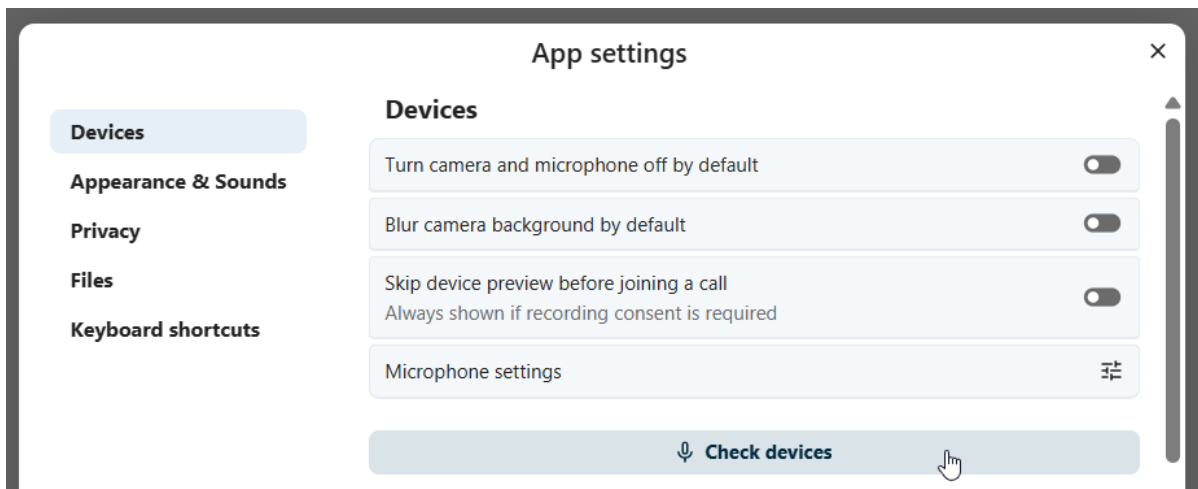 App settings
Devices
Appearance & Sounds
Privacy
Files
Keyboard shortcuts
Devices
Turn camera and microphone off by default
Blur camera background by default
Skip device preview before joining a call
Always shown if recording consent is required
Microphone settings
Check devices